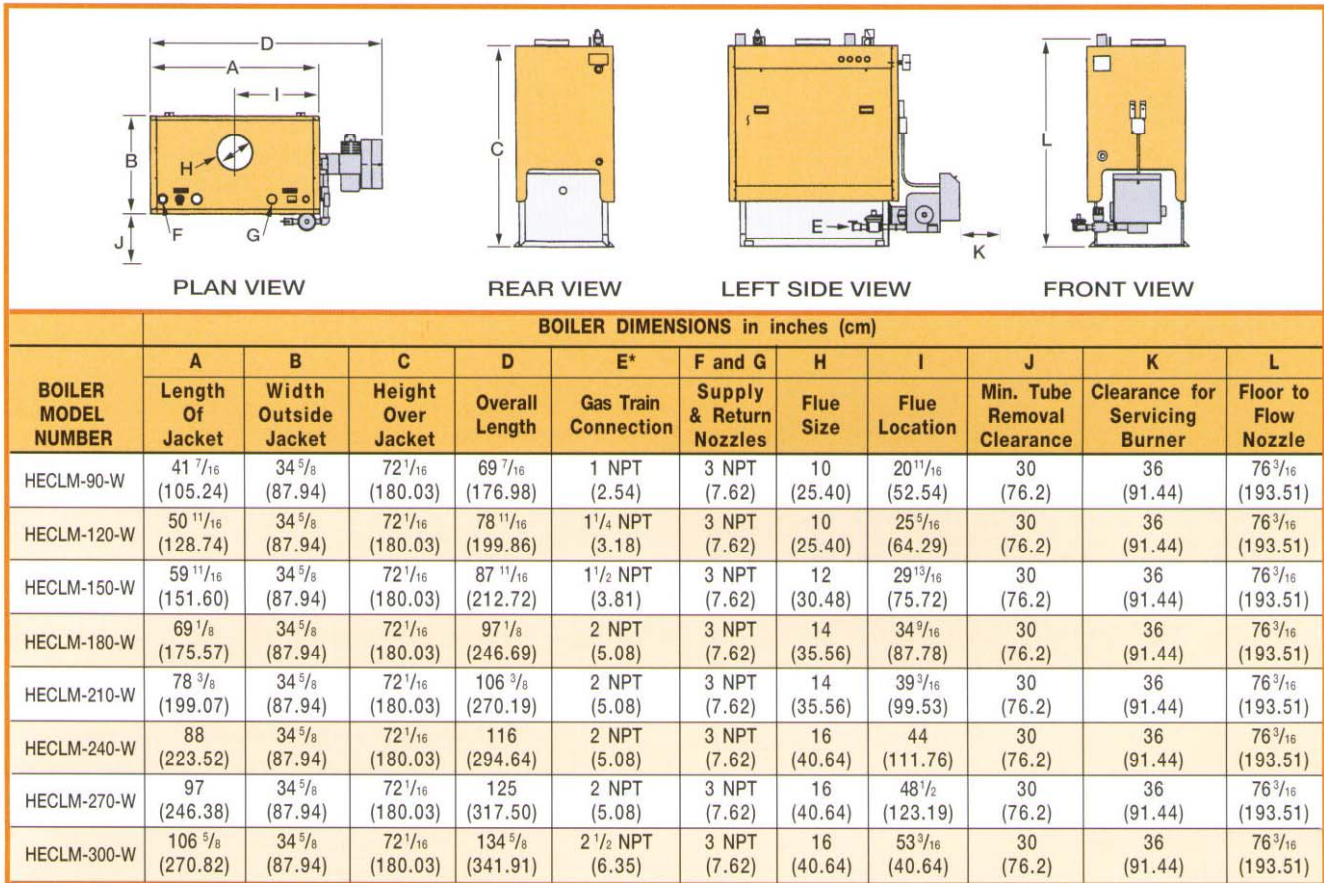 D
A
I
B
H
J
F
G
PLAN VIEW
C
REAR VIEW
E
K
LEFT SIDE VIEW
L
FRONT VIEW
BOILER DIMENSIONS in inches (cm)
BOILER MODEL NUMBER
A B C D E* F and G H I J K L
Length Of Jacket
Width Outside Jacket
Height Over Jacket
Overall Length
Gas Train Connection
Supply & Return Nozzles
Flue Size
Flue Location
Min. Tube Removal Clearance
Clearance for Servicing Burner
Floor to Flow Nozzle
HECLM-90-W 41 7/16 34 5/8 72 1/16 69 7/16 1 NPT 3 NPT 10 20 11/16 30 36 76 3/16
(105.24) (87.94) (180.03) (176.98) (2.54) (7.62) (25.40) (52.54) (76.2) (91.44) (193.51)
HECLM-120-W 50 11/16 34 5/8 72 1/16 78 11/16 1 1/4 NPT 3 NPT 10 25 5/16 30 36 76 3/16
(128.74) (87.94) (180.03) (199.86) (3.18) (7.62) (25.40) (64.29) (76.2) (91.44) (193.51)
HECLM-150-W 59 11/16 34 5/8 72 1/16 87 11/16 1 1/2 NPT 3 NPT 12 29 13/16 30 36 76 3/16
(151.60) (87.94) (180.03) (212.72) (3.81) (7.62) (30.48) (75.72) (76.2) (91.44) (193.51)
HECLM-180-W 69 1/8 34 5/8 72 1/16 97 1/8 2 NPT 3 NPT 14 34 9/16 30 36 76 3/16
(175.57) (87.94) (180.03) (246.69) (5.08) (7.62) (35.56) (87.78) (76.2) (91.44) (193.51)
HECLM-210-W 78 3/8 34 5/8 72 1/16 106 3/8 2 NPT 3 NPT 14 39 3/16 30 36 76 3/16
(199.07) (87.94) (180.03) (270.19) (5.08) (7.62) (35.56) (99.53) (76.2) (91.44) (193.51)
HECLM-240-W 88 34 5/8 72 1/16 116 2 NPT 3 NPT 16 44 30 36 76 3/16
(223.52) (87.94) (180.03) (294.64) (5.08) (7.62) (40.64) (111.76) (76.2) (91.44) (193.51)
HECLM-270-W 97 34 5/8 72 1/16 125 2 NPT 3 NPT 16 48 1/2 30 36 76 3/16
(246.38) (87.94) (180.03) (317.50) (5.08) (7.62) (40.64) (123.19) (76.2) (91.44) (193.51)
HECLM-300-W 106 5/8 34 5/8 72 1/16 134 5/8 2 1/2 NPT 3 NPT 16 53 3/16 30 36 76 3/16
(270.82) (87.94) (180.03) (341.91) (6.35) (7.62) (40.64) (40.64) (76.2) (91.44) (193.51)